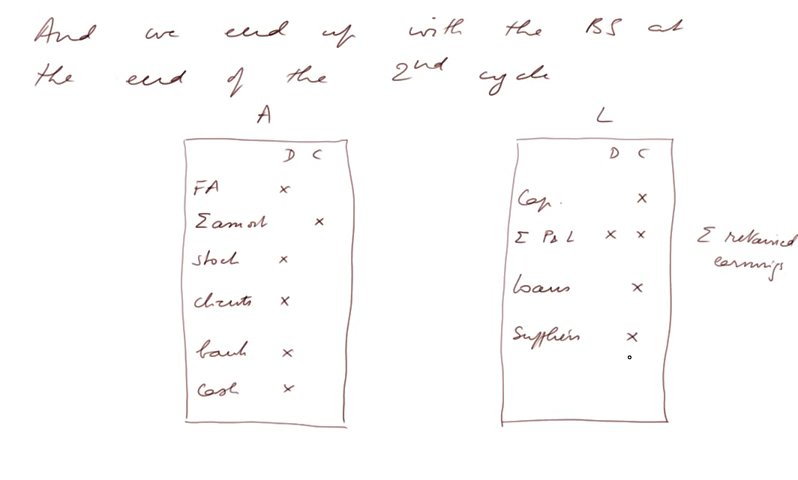 And we end up with the BS at
the end of the 2nd cycle
A
D C
FA x
Σ amort x
stock x
clients x
bank x
cash x
L
D C
Cap. x
Σ P&L x x
Σ retained
earnings
loans x
Suppliers x